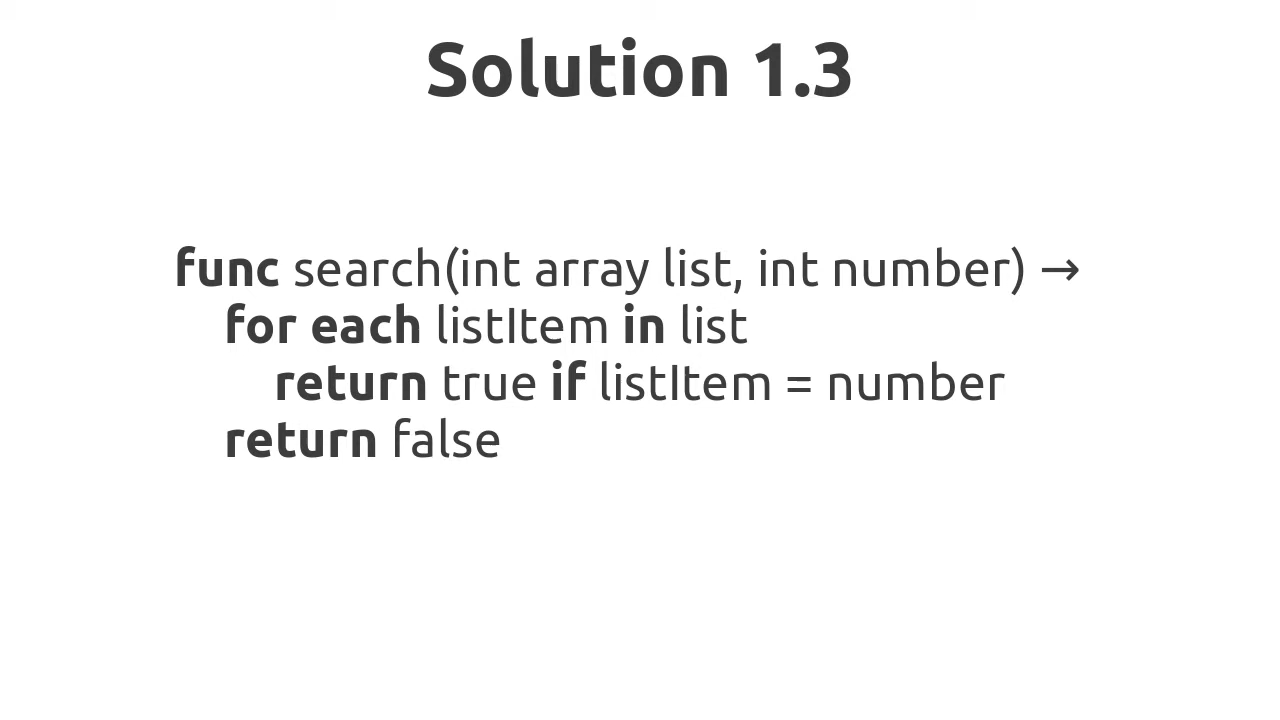 Solution 1.3
func search(int array list, int number) →
for each listItem in list
return true if listItem = number
return false